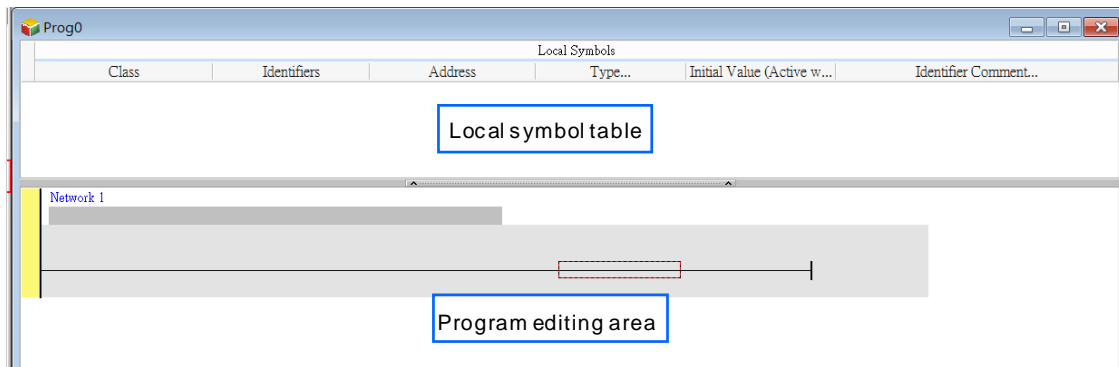 Prog0
Local Symbols
Class Identifiers Address Type... Initial Value (Active w... Identifier Comment...
Local symbol table
Network 1
Program editing area